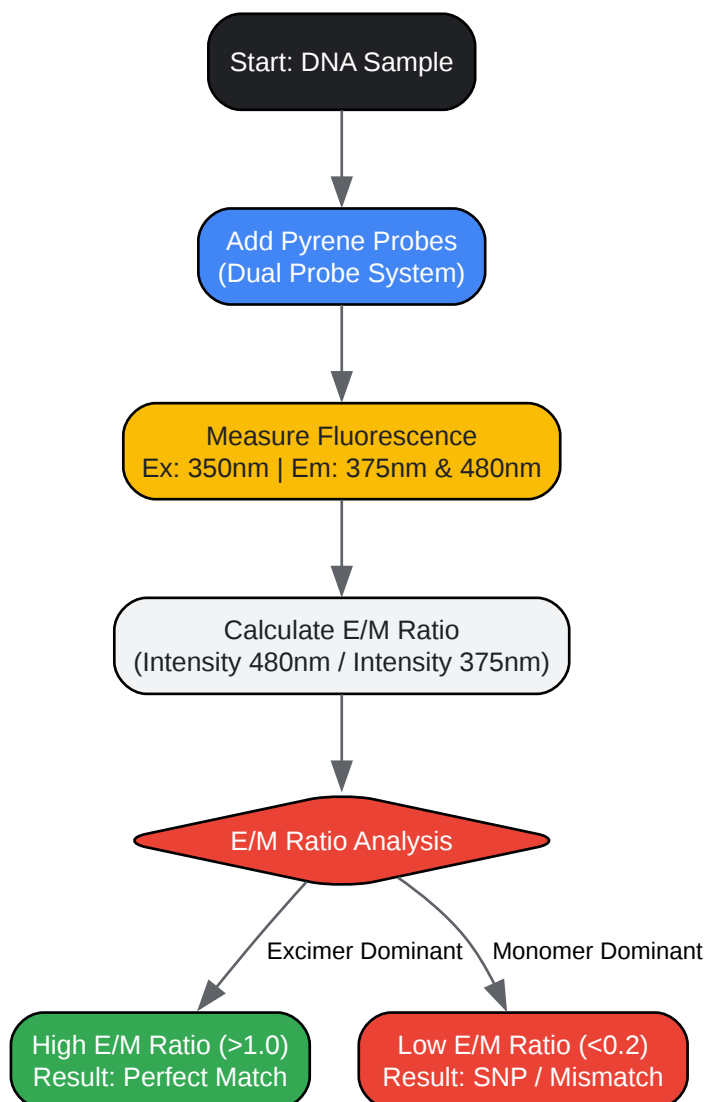 Start: DNA Sample
Add Pyrene Probes
(Dual Probe System)
Measure Fluorescence
Ex: 350nm | Em: 375nm & 480nm
Calculate E/M Ratio
(Intensity 480nm / Intensity 375nm)
E/M Ratio Analysis
Excimer Dominant
Monomer Dominant
High E/M Ratio (>1.0)
Result: Perfect Match
Low E/M Ratio (<0.2)
Result: SNP / Mismatch